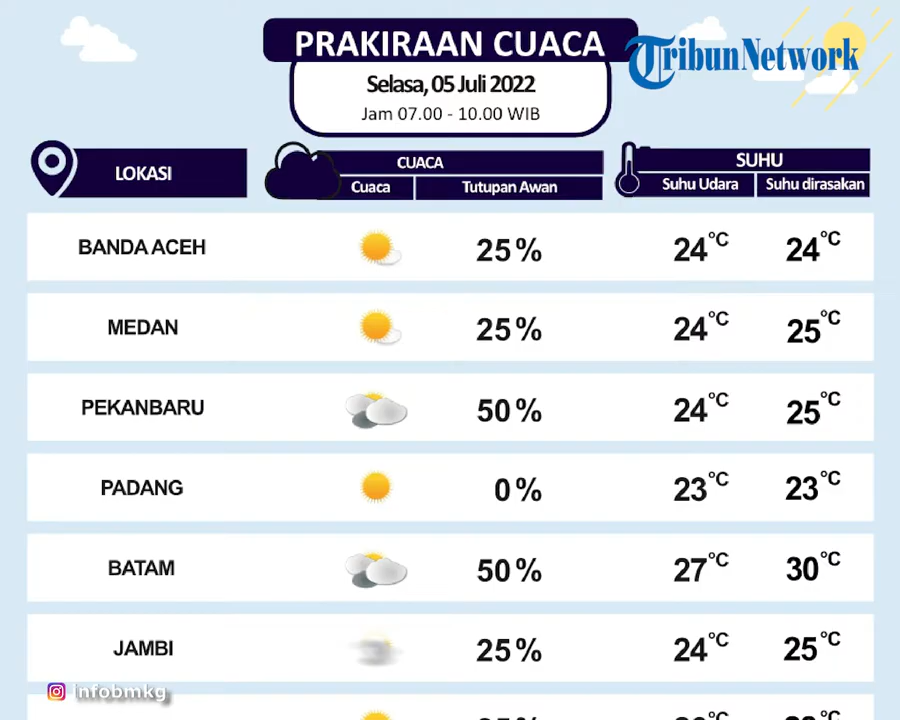 PRAKIRAAN CUACA
TribunNetwork
Selasa, 05 Juli 2022
Jam 07.00 - 10.00 WIB
LOKASI CUACA SUHU
Cuaca Tutupan Awan Suhu Udara Suhu dirasakan
BANDA ACEH 25% 24°C 24°C
MEDAN 25% 24°C 25°C
PEKANBARU 50% 24°C 25°C
PADANG 0% 23°C 23°C
BATAM 50% 27°C 30°C
JAMBI 25% 24°C 25°C
infobmkg